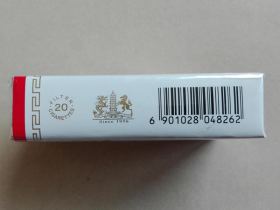 FILTER
20
CIGARETTES
Since 1956
6 901028 048262